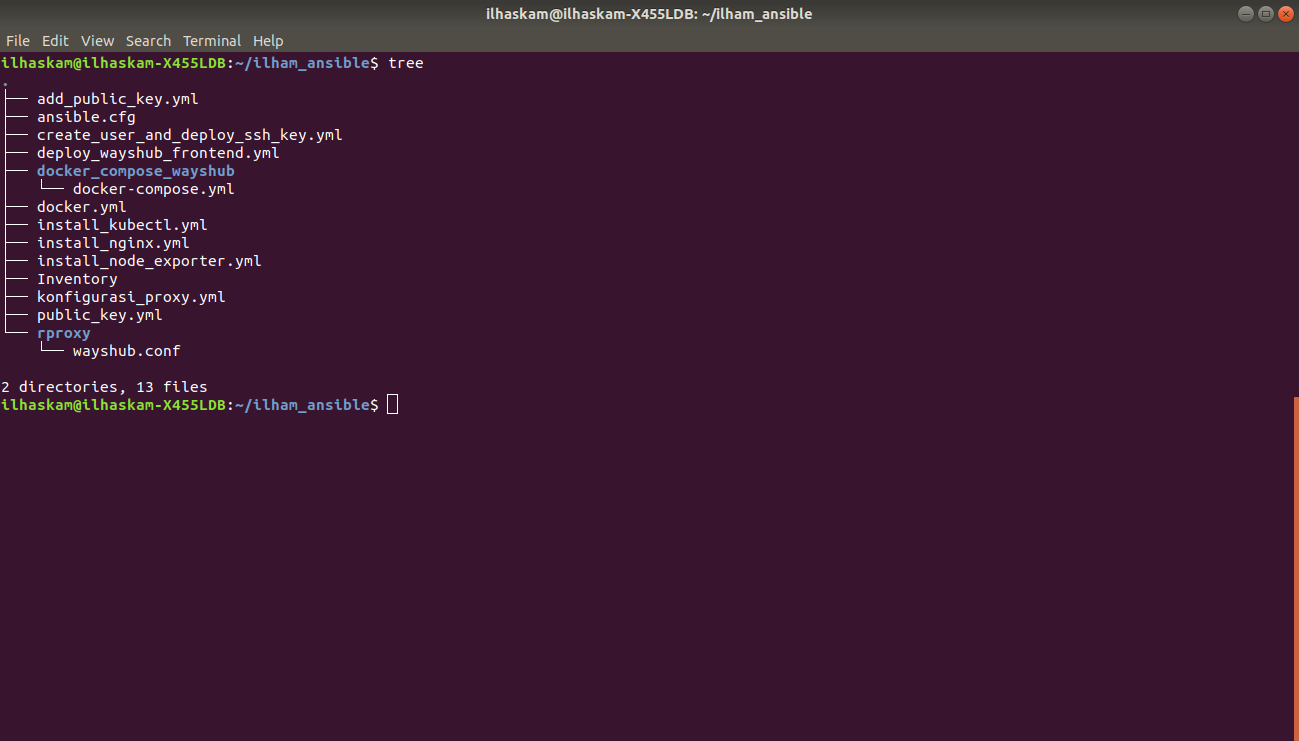 ilhaskam@ilhaskam-X455LDB: ~/ilham_ansible
File Edit View Search Terminal Help
ilhaskam@ilhaskam-X455LDB:~/ilham_ansible$ tree
.
├── add_public_key.yml
├── ansible.cfg
├── create_user_and_deploy_ssh_key.yml
├── deploy_wayshub_frontend.yml
├── docker_compose_wayshub
│   └── docker-compose.yml
├── docker.yml
├── install_kubectl.yml
├── install_nginx.yml
├── install_node_exporter.yml
├── Inventory
├── konfigurasi_proxy.yml
├── public_key.yml
└── rproxy
    └── wayshub.conf
2 directories, 13 files
ilhaskam@ilhaskam-X455LDB:~/ilham_ansible$